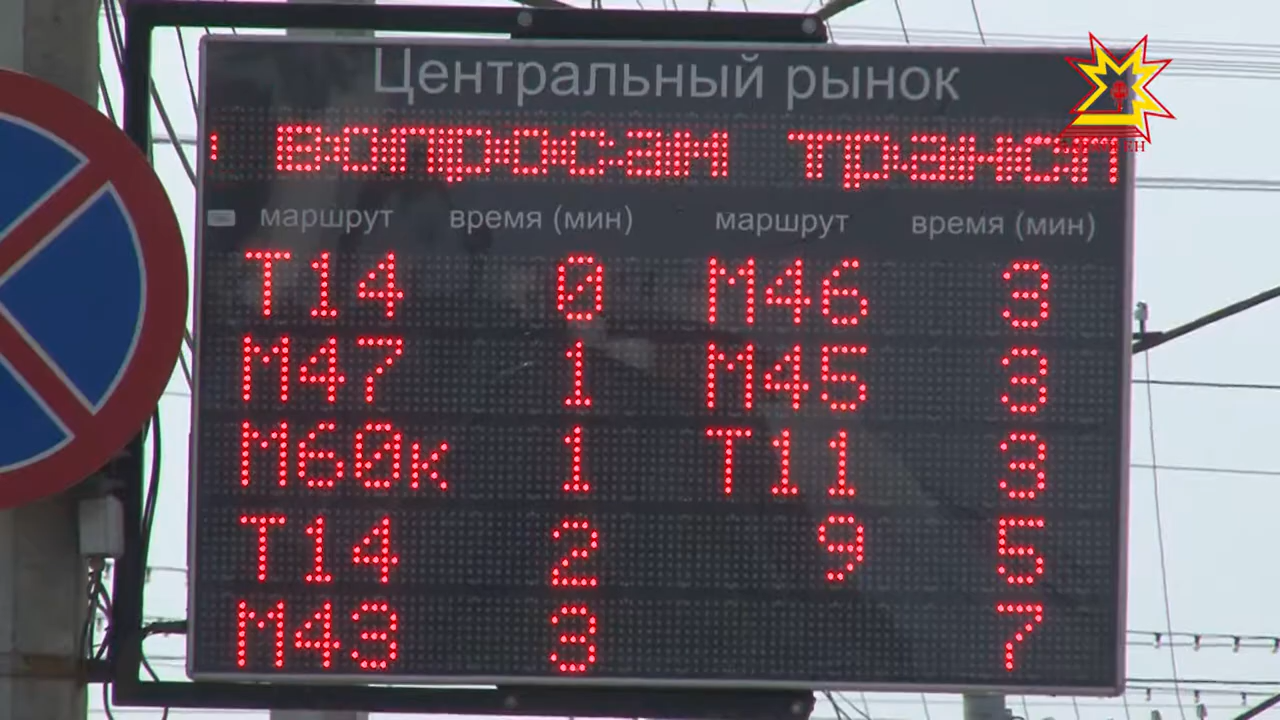 Центральный рынок
вопросам трансп
маршрут время (мин) маршрут время (мин)
Т14 0 М46 3
М47 1 М45 3
М60к 1 Т11 3
Т14 2 9 5
М43 3 7